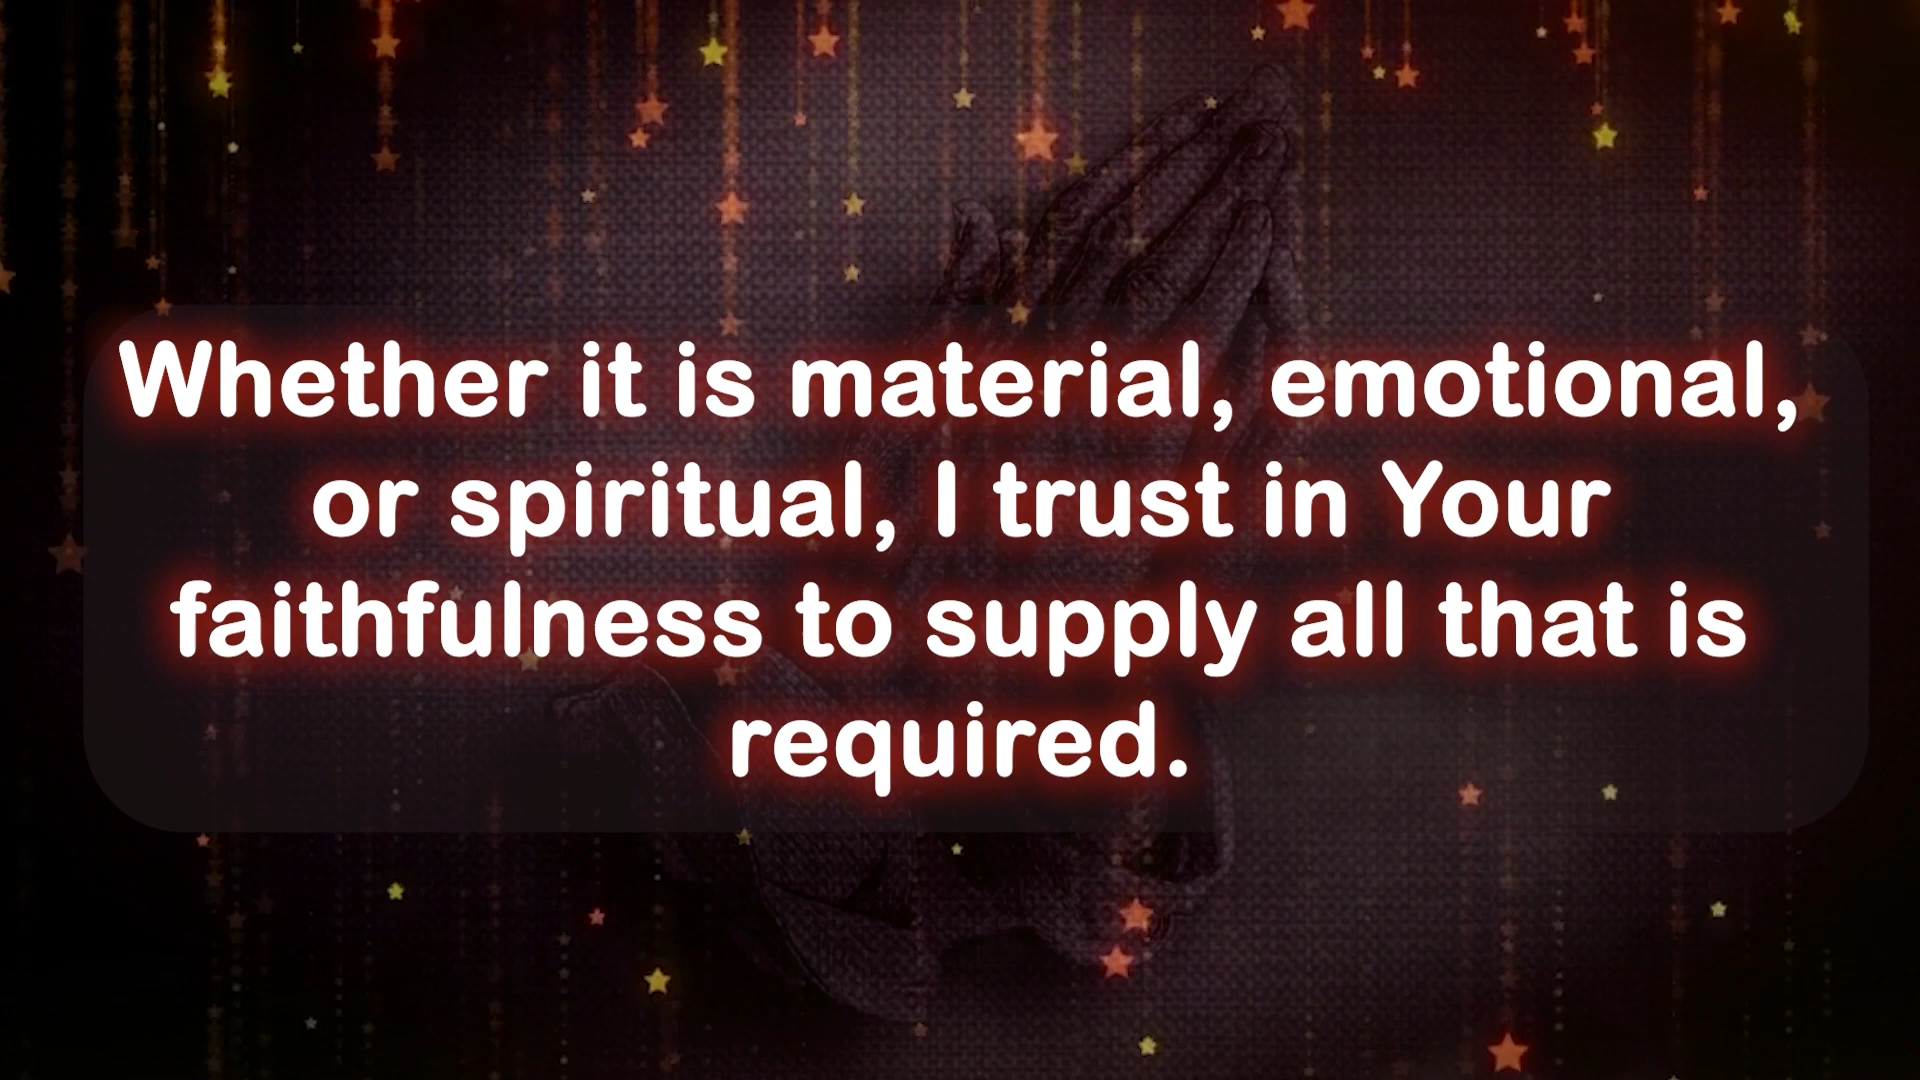 Whether it is material, emotional,
or spiritual, I trust in Your
faithfulness to supply all that is
required.